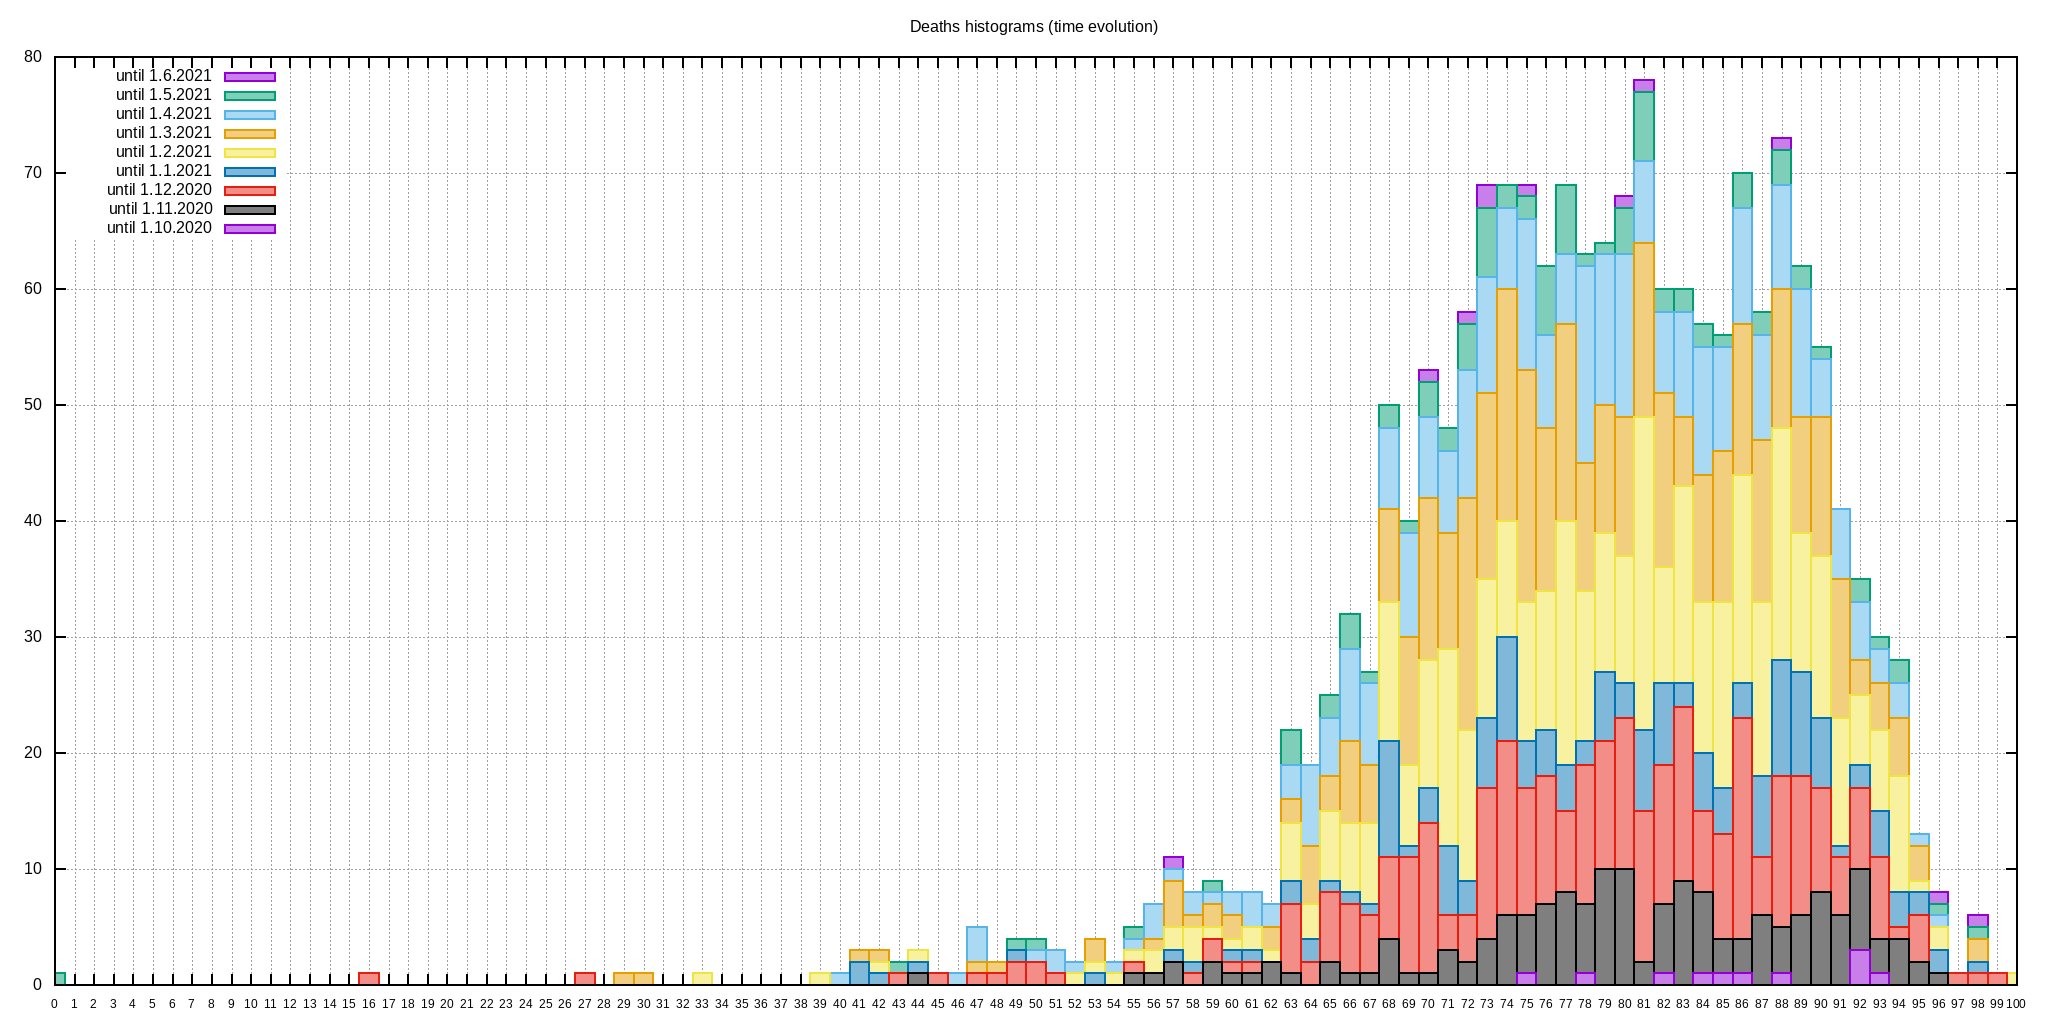 Deaths histograms (time evolution)
80
70
60
50
40
30
20
10
0
until 1.6.2021
until 1.5.2021
until 1.4.2021
until 1.3.2021
until 1.2.2021
until 1.1.2021
until 1.12.2020
until 1.11.2020
until 1.10.2020
0 1 2 3 4 5 6 7 8 9 10 11 12 13 14 15 16 17 18 19 20 21 22 23 24 25 26 27 28 29 30 31 32 33 34 35 36 37 38 39 40 41 42 43 44 45 46 47 48 49 50 51 52 53 54 55 56 57 58 59 60 61 62 63 64 65 66 67 68 69 70 71 72 73 74 75 76 77 78 79 80 81 82 83 84 85 86 87 88 89 90 91 92 93 94 95 96 97 98 99 100